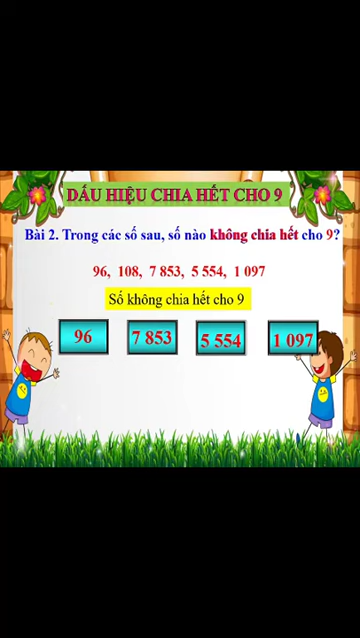 DẤU HIỆU CHIA HẾT CHO 9
Bài 2. Trong các số sau, số nào không chia hết cho 9?
96, 108, 7 853, 5 554, 1 097
Số không chia hết cho 9
96 7 853 5 554 1 097